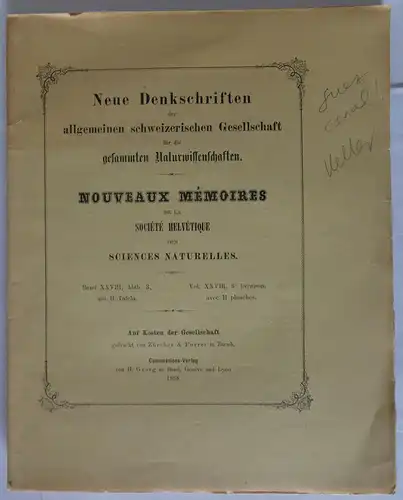 Neue Denkschriften
der
allgemeinen schweizerischen Gesellschaft
für die
gesammten Naturwissenschaften.
NOUVEAUX MÉMOIRES
DE LA
SOCIÉTÉ HELVÉTIQUE
DES
SCIENCES NATURELLES.
Band XXVIII, Abth. 3,
mit II Tafeln.
Vol. XXVIII, 3e livraison,
avec II planches.
Auf Kosten der Gesellschaft
gedruckt von Zürcher & Furrer in Zürich.
Commissions-Verlag
von H. Georg in Basel, Genève und Lyon
Suez
canal!
Keller